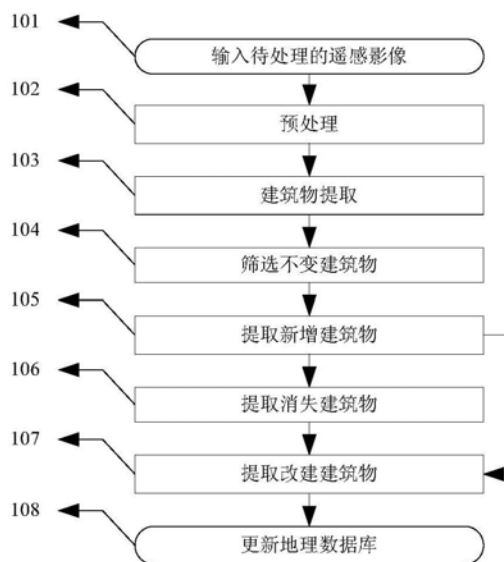 101
输入待处理的遥感影像
102
预处理
103
建筑物提取
104
筛选不变建筑物
105
提取新增建筑物
106
提取消失建筑物
107
提取改建建筑物
108
更新地理数据库